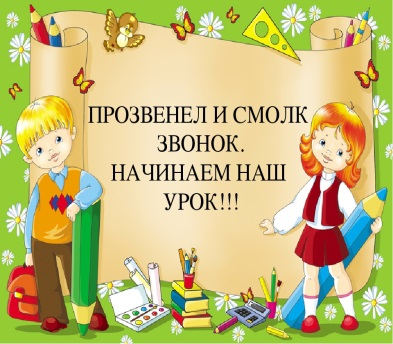 ПРОЗВЕНЕЛ И СМОЛК
ЗВОНОК.
НАЧИНАЕМ НАШ
УРОК!!!